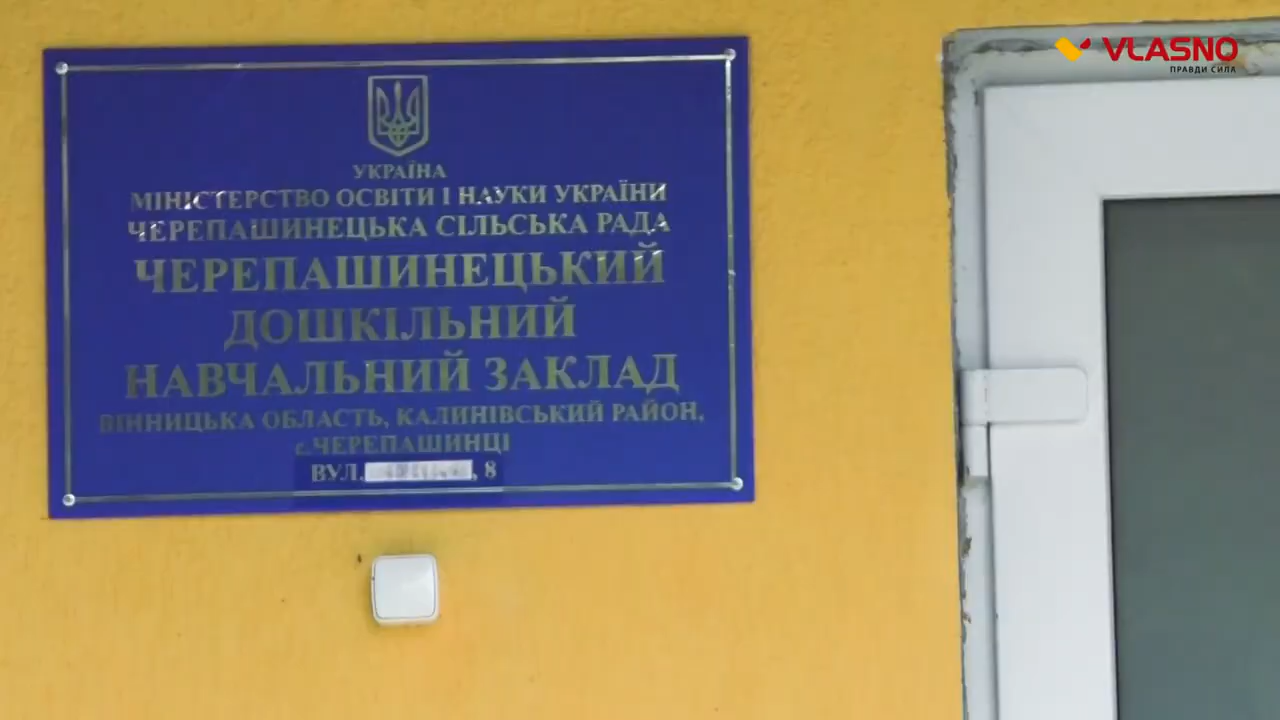 VLASNO
ПРАВДИ СИЛА
УКРАЇНА
МІНІСТЕРСТВО ОСВІТИ І НАУКИ УКРАЇНИ
ЧЕРЕПАШИНЕЦЬКА СІЛЬСЬКА РАДА
ЧЕРЕПАШИНЕЦЬКИЙ
ДОШКІЛЬНИЙ
НАВЧАЛЬНИЙ ЗАКЛАД
ВІННИЦЬКА ОБЛАСТЬ, КАЛИНІВСЬКИЙ РАЙОН,
с.ЧЕРЕПАШИНЦІ
ВУЛ. , 8